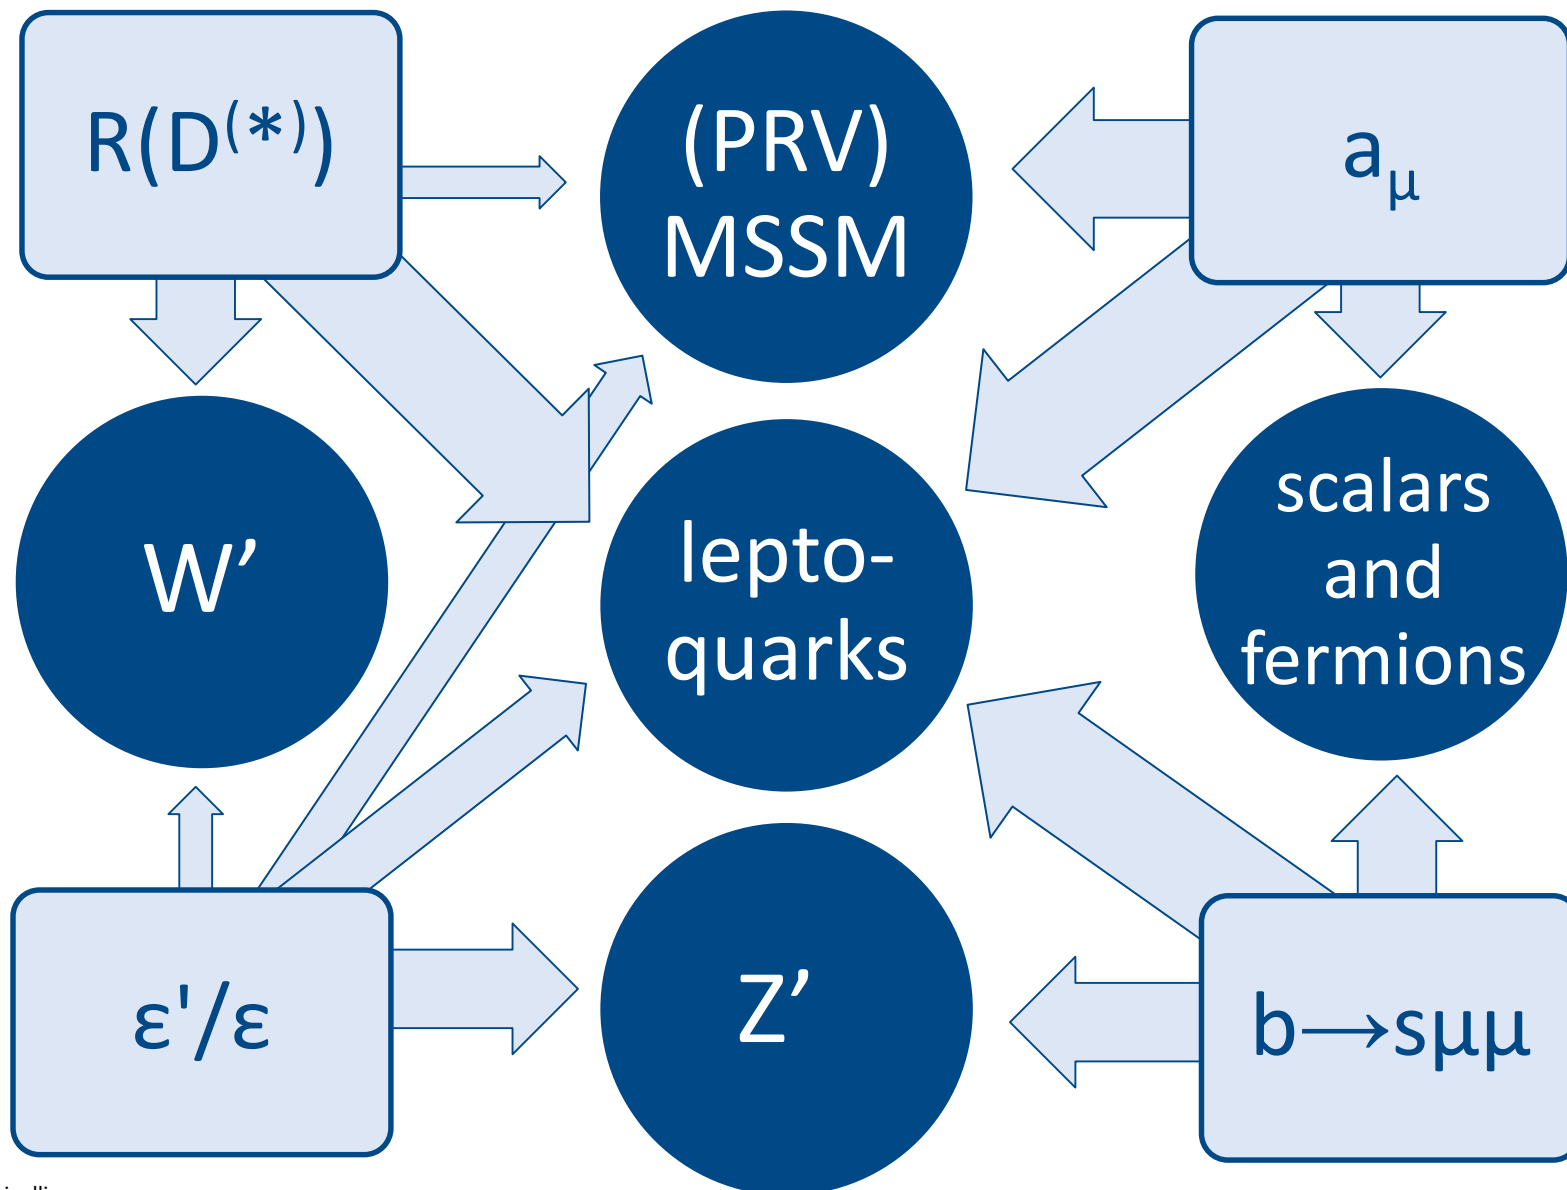 R(D(*))
(PRV)
MSSM
aμ
W’
lepto-
quarks
scalars
and
fermions
ε'/ε
Z’
b→sμμ